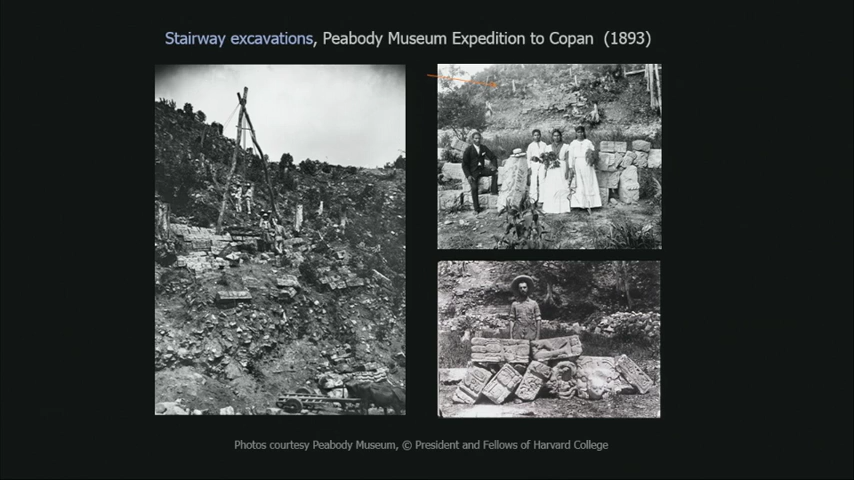 Stairway excavations, Peabody Museum Expedition to Copan (1893)
Photos courtesy Peabody Museum, © President and Fellows of Harvard College